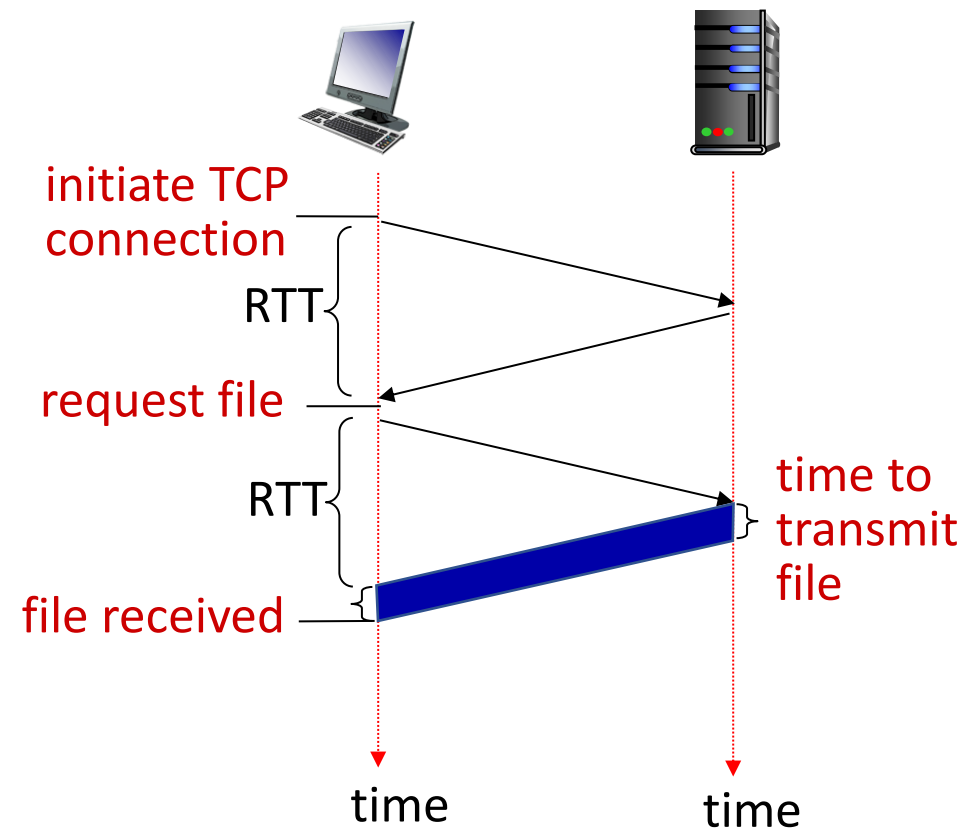 initiate TCP
connection
RTT
request file
RTT
time to
transmit
file
file received
time
time